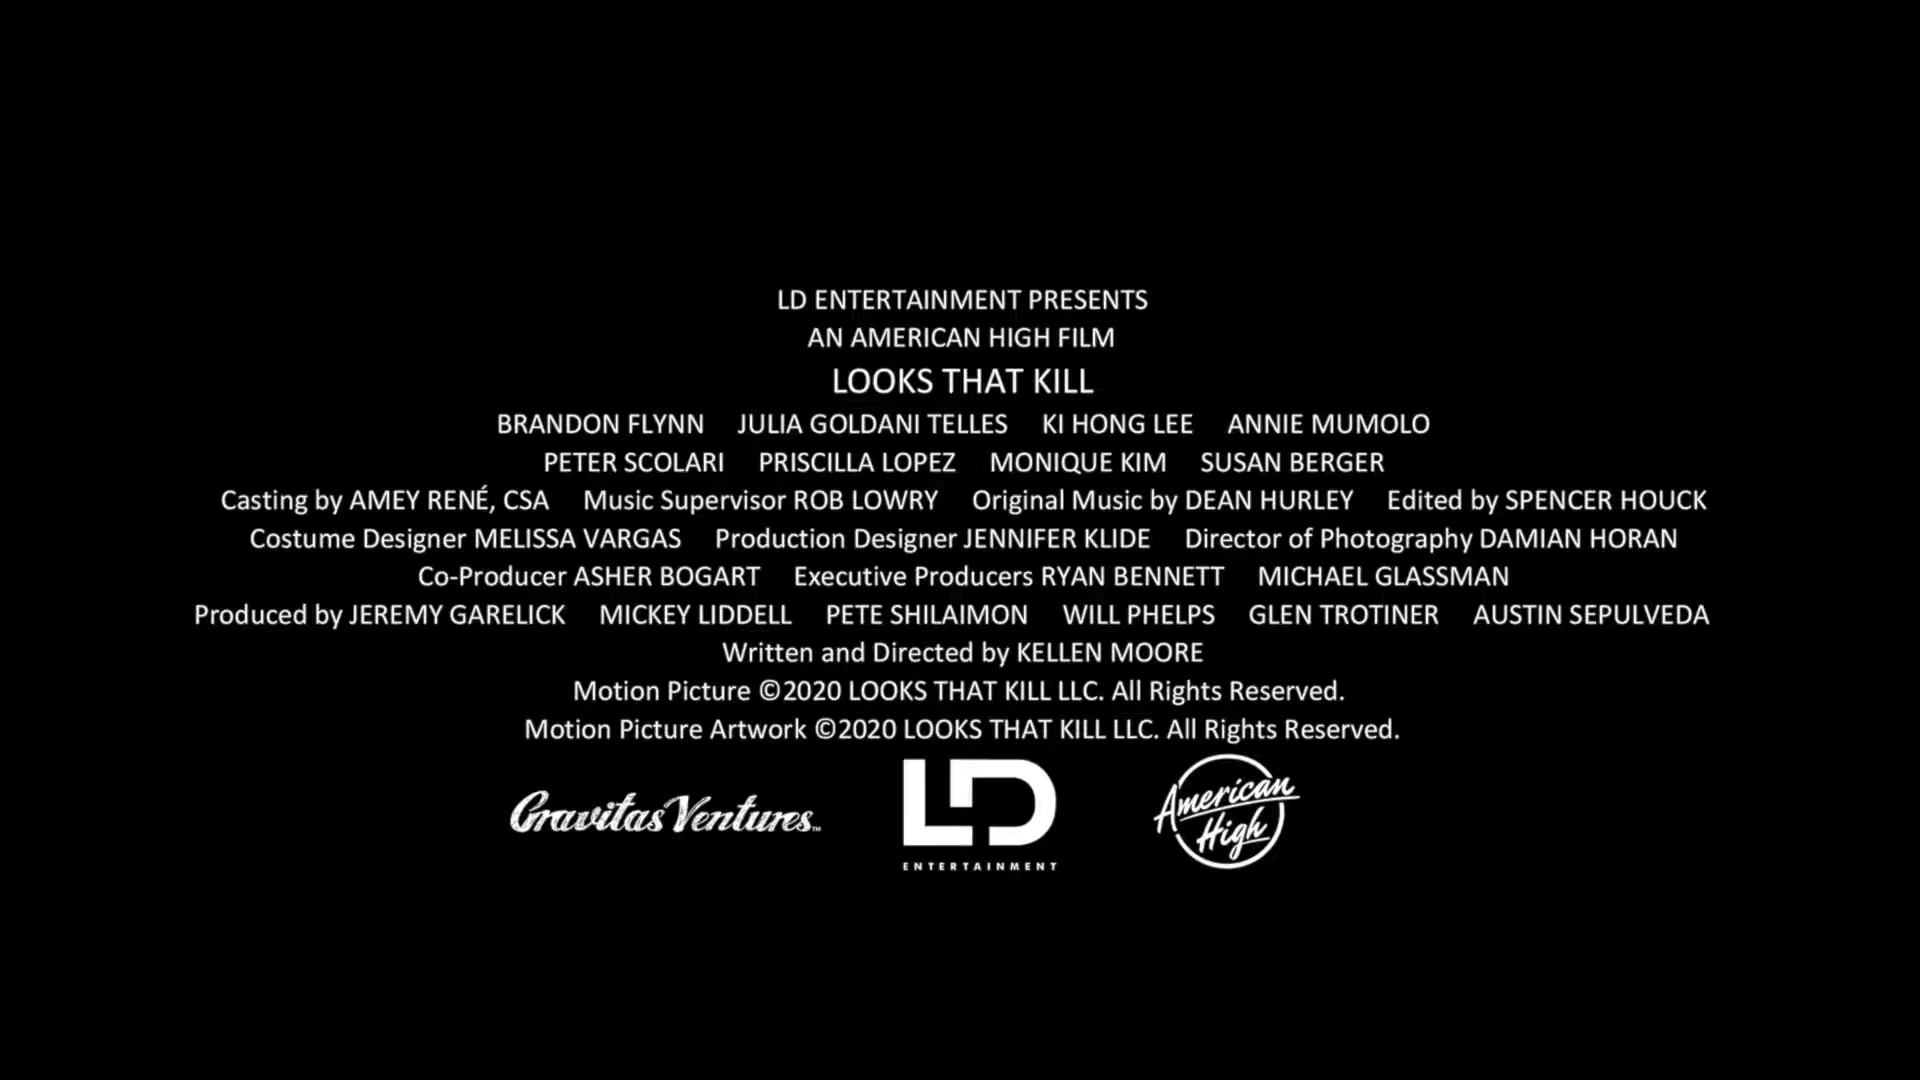 LD ENTERTAINMENT PRESENTS
AN AMERICAN HIGH FILM
LOOKS THAT KILL
BRANDON FLYNN JULIA GOLDANI TELLES KI HONG LEE ANNIE MUMOLO
PETER SCOLARI PRISCILLA LOPEZ MONIQUE KIM SUSAN BERGER
Casting by AMEY RENÉ, CSA Music Supervisor ROB LOWRY Original Music by DEAN HURLEY Edited by SPENCER HOUCK
Costume Designer MELISSA VARGAS Production Designer JENNIFER KLIDE Director of Photography DAMIAN HORAN
Co-Producer ASHER BOGART Executive Producers RYAN BENNETT MICHAEL GLASSMAN
Produced by JEREMY GARELICK MICKEY LIDDELL PETE SHILAIMON WILL PHELPS GLEN TROTINER AUSTIN SEPULVEDA
Written and Directed by KELLEN MOORE
Motion Picture ©2020 LOOKS THAT KILL LLC. All Rights Reserved.
Motion Picture Artwork ©2020 LOOKS THAT KILL LLC. All Rights Reserved.
Gravitas Ventures™
LD
ENTERTAINMENT
American
High